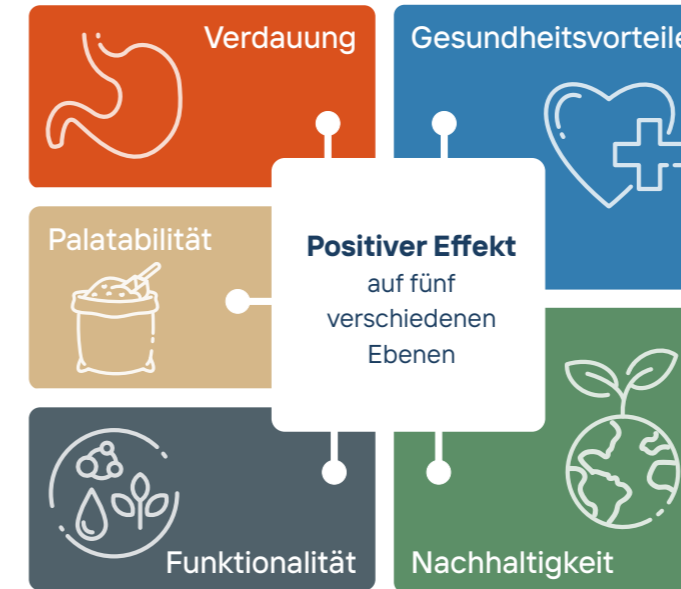 Verdauung
Gesundheitsvorteile
Palatabilität
Positiver Effekt
auf fünf
verschiedenen
Ebenen
Funktionalität
Nachhaltigkeit